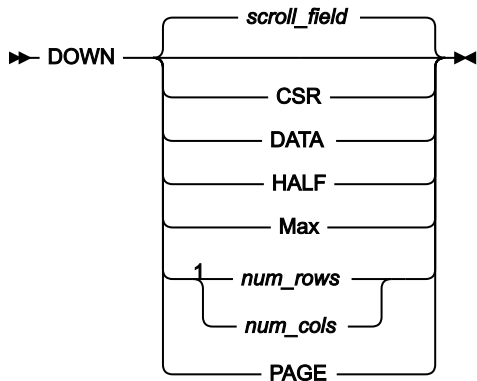 scroll_field
DOWN
CSR
DATA
HALF
Max
1
num_rows
num_cols
PAGE